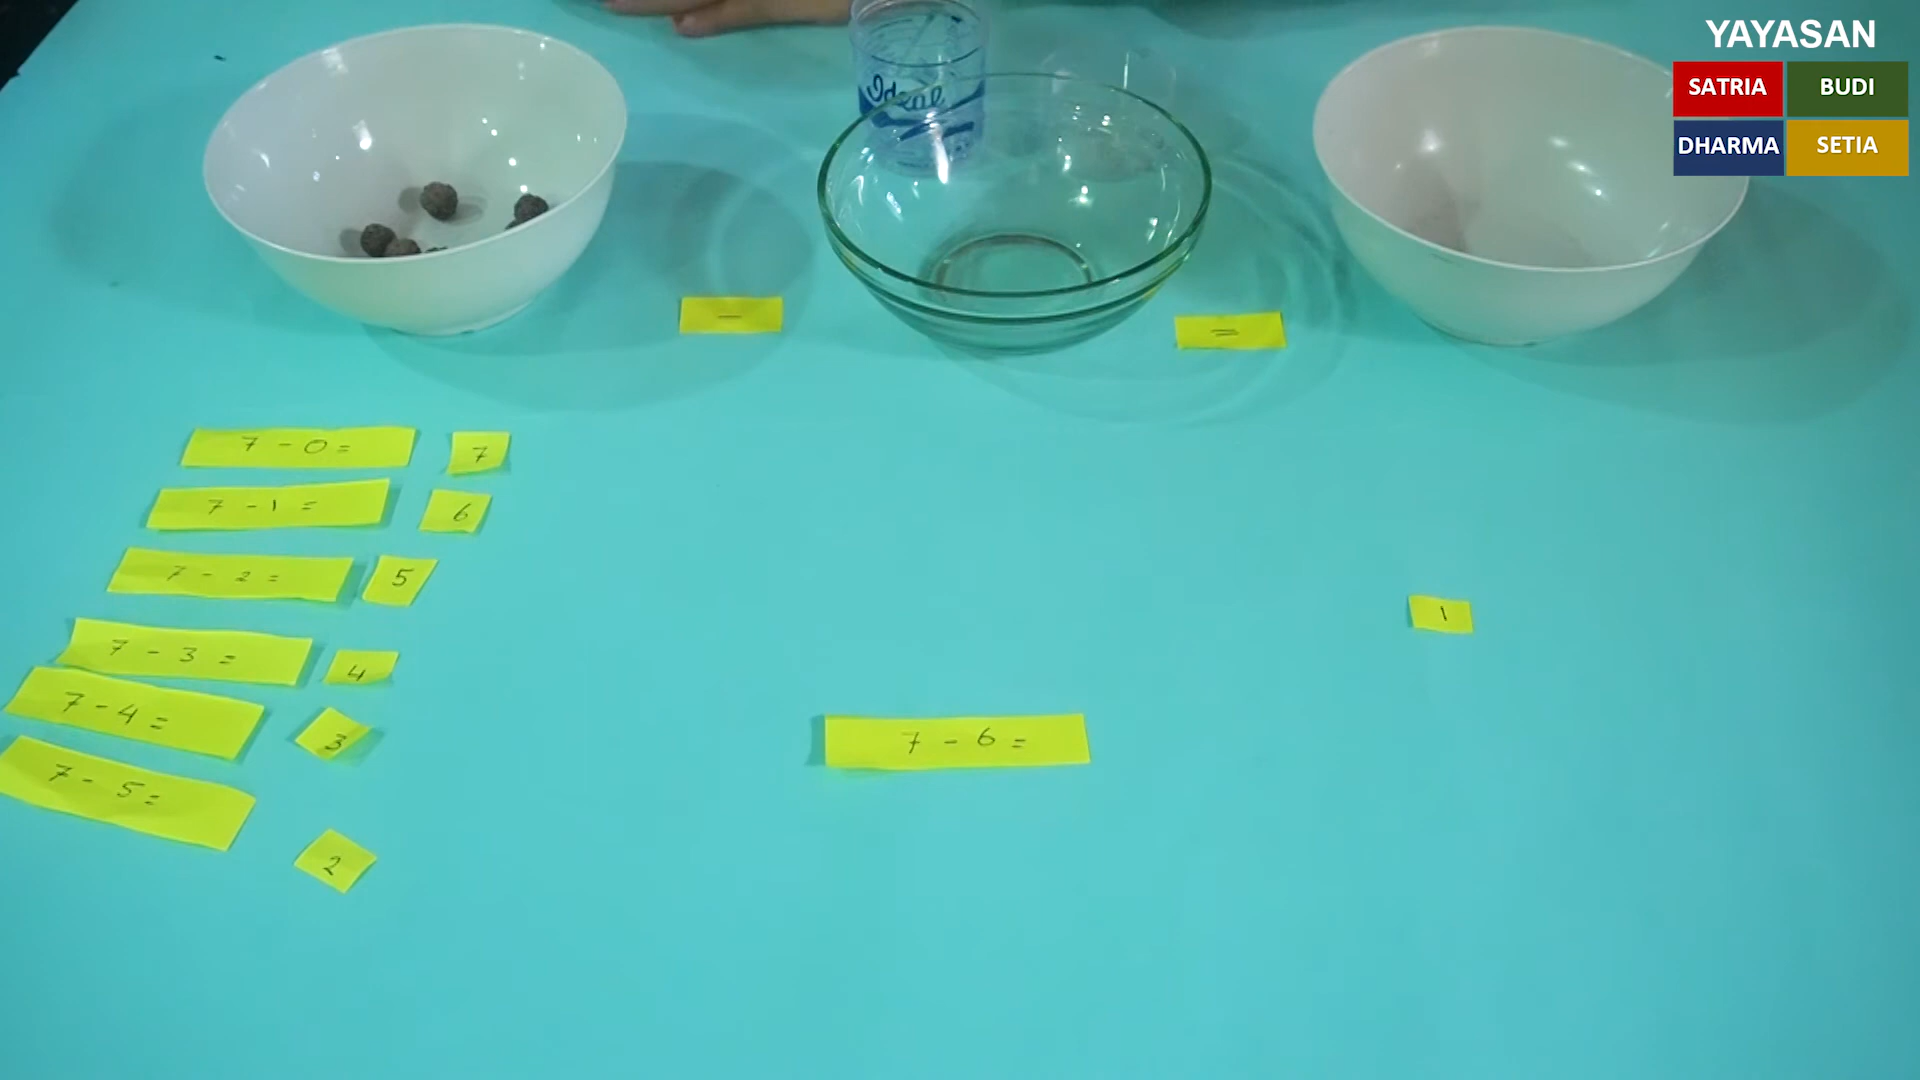 YAYASAN
SATRIA BUDI
DHARMA SETIA
Ideal
-
=
7 - 0 = 7
7 - 1 = 6
7 - 2 = 5
7 - 3 = 4
7 - 4 = 3
7 - 5 = 2
1
7 - 6 =